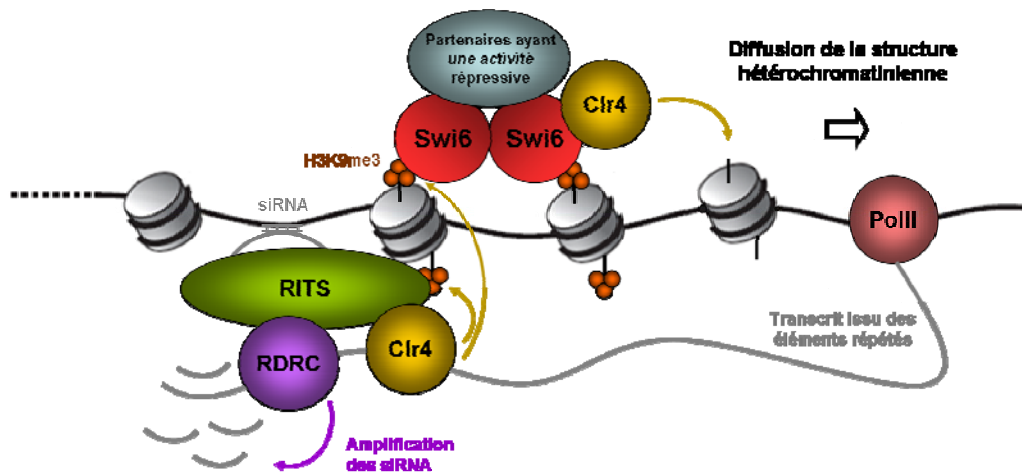 Partenaires ayant
une activité
répressive
Diffusion de la structure
hétérochromatinienne
Clr4
Swi6
Swi6
H3K9me3
siRNA
PolII
RITS
Transcrit issu des
éléments répétés
RDRC
Clr4
Amplification
des siRNA